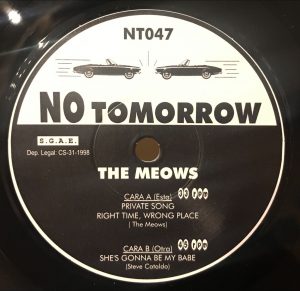 NT047
NO TOMORROW
S.G.A.E.
Dep. Legal: CS-31-1998
THE MEOWS
CARA A (Esta) 45 RPM
PRIVATE SONG
RIGHT TIME, WRONG PLACE
( The Meows)
CARA B (Otra) 45 RPM
SHE'S GONNA BE MY BABE
(Steve Cataldo)